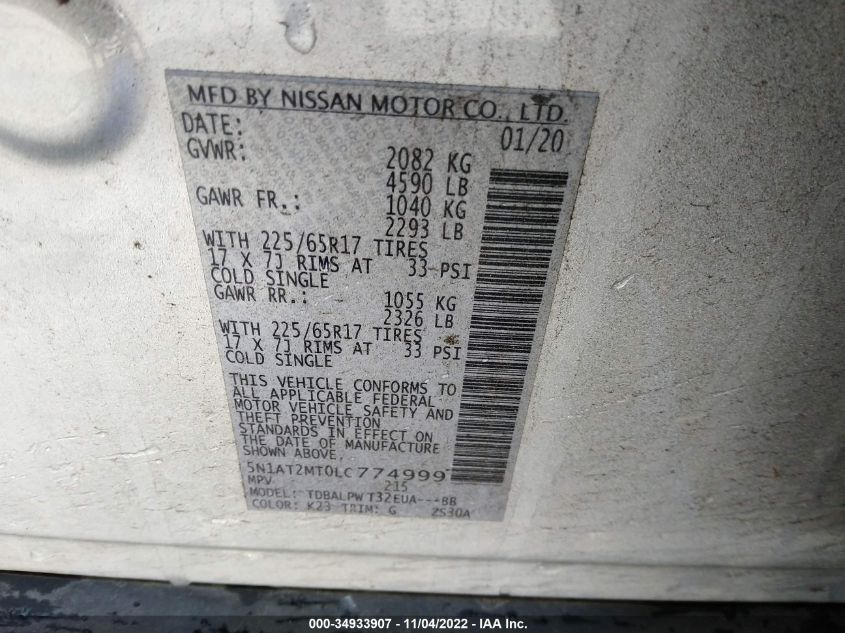 MFD BY NISSAN MOTOR CO., LTD.
DATE: 01/20
GVWR: 2082 KG
4590 LB
GAWR FR.: 1040 KG
2293 LB
WITH 225/65R17 TIRES
17 X 7J RIMS AT 33 PSI
COLD SINGLE
GAWR RR.: 1055 KG
2326 LB
WITH 225/65R17 TIRES
17 X 7J RIMS AT 33 PSI
COLD SINGLE
THIS VEHICLE CONFORMS TO
ALL APPLICABLE FEDERAL
MOTOR VEHICLE SAFETY AND
THEFT PREVENTION
STANDARDS IN EFFECT ON
THE DATE OF MANUFACTURE
SHOWN ABOVE.
5N1AT2MT0LC774999
MPV 215
MODEL: TDBALPW T32EUA---BB
COLOR: K23 TRIM: G 2S30A
000-34933907 - 11/04/2022 - IAA Inc.